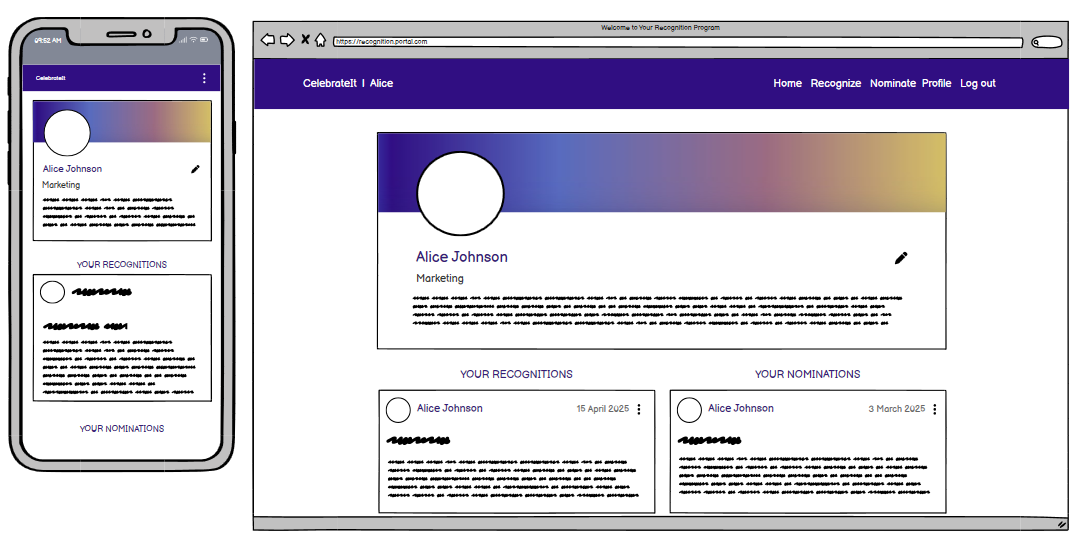 09:52 AM
CelebrateIt
Alice Johnson
Marketing
YOUR RECOGNITIONS
YOUR NOMINATIONS
Welcome to Your Recognition Program
https://recognition.portal.com
CelebrateIt | Alice
Home Recognize Nominate Profile Log out
Alice Johnson
Marketing
YOUR RECOGNITIONS
YOUR NOMINATIONS
Alice Johnson 15 April 2025
Alice Johnson 3 March 2025